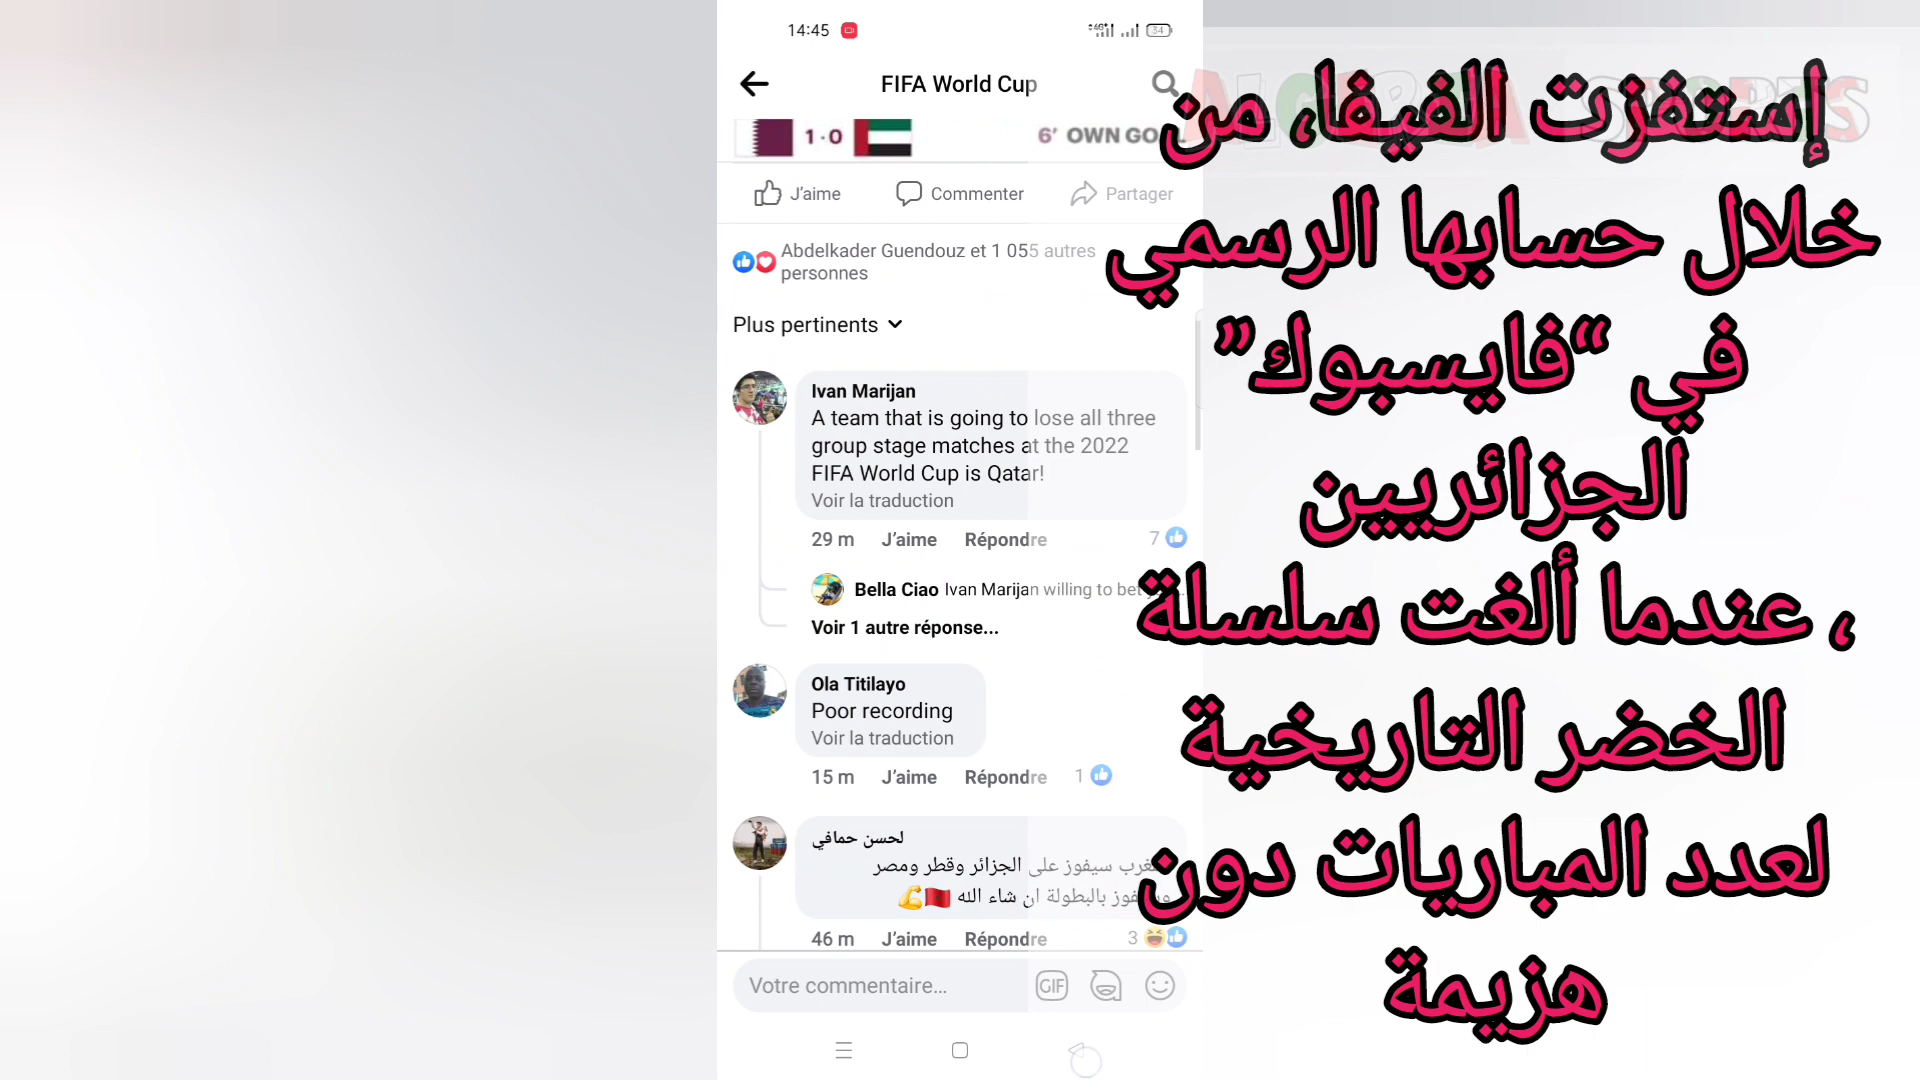 14:45
4G
34
FIFA World Cup
1 - 0
6’ OWN GO
J’aime
Commenter
Partager
Abdelkader Guendouz et 1 055 autres
personnes
Plus pertinents
Ivan Marijan
A team that is going to lose all three
group stage matches at the 2022
FIFA World Cup is Qatar!
Voir la traduction
29 m J’aime Répondre 7
Bella Ciao Ivan Marijan willing to bet
Voir 1 autre réponse...
Ola Titilayo
Poor recording
Voir la traduction
15 m J’aime Répondre 1
لحسن حمافي
سيفوز على الجزائر وقطر ومصر
بالبطولة ان شاء الله 🇲🇦💪
46 m J’aime Répondre 3
Votre commentaire...
GIF
ALGERIA SPORTS
إستفزت الفيفا، من
خلال حسابها الرسمي
في “فايسبوك”
الجزائريين
، عندما ألغت سلسلة
الخضر التاريخية
لعدد المباريات دون
هزيمة